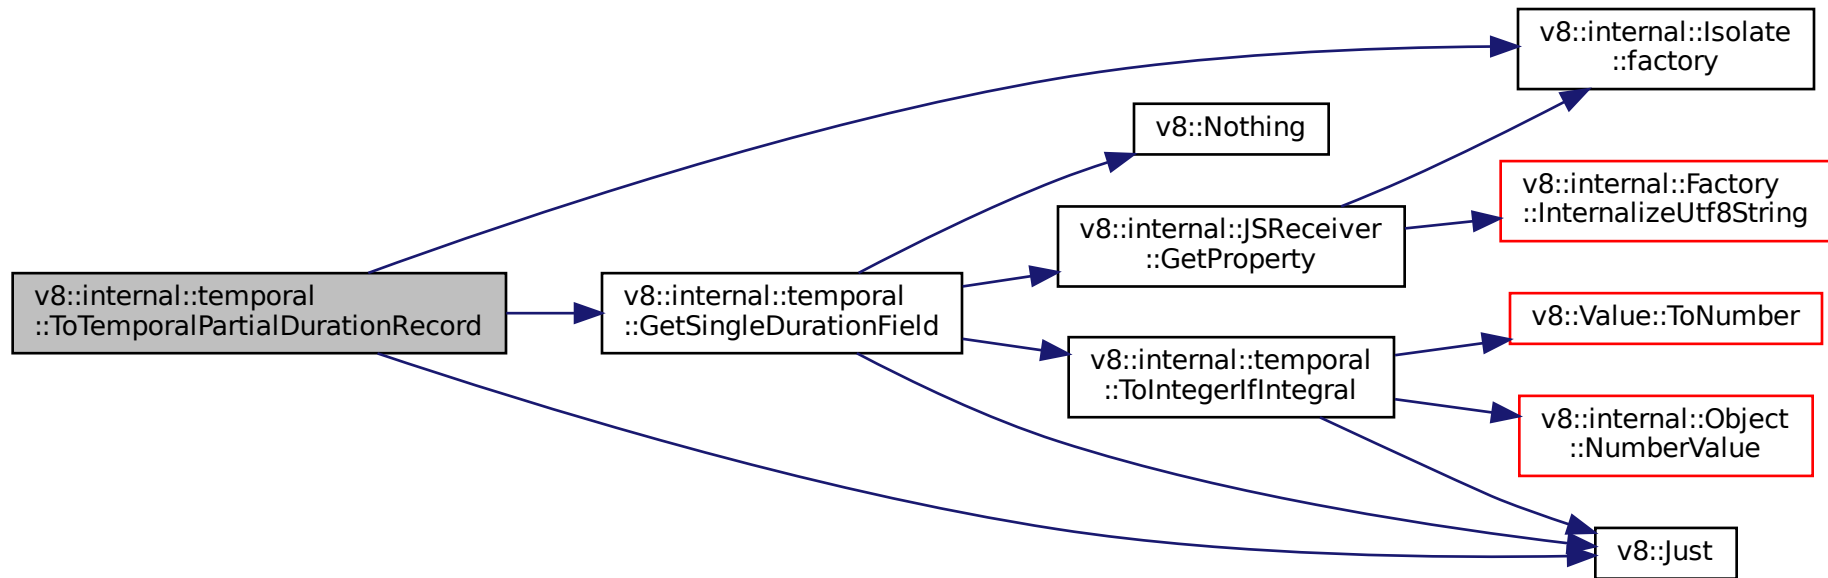 v8::internal::Isolate
::factory
v8::Nothing
v8::internal::Factory
::InternalizeUtf8String
v8::internal::JSReceiver
::GetProperty
v8::internal::temporal
::ToTemporalPartialDurationRecord
v8::internal::temporal
::GetSingleDurationField
v8::Value::ToNumber
v8::internal::temporal
::ToIntegerIfIntegral
v8::internal::Object
::NumberValue
v8::Just